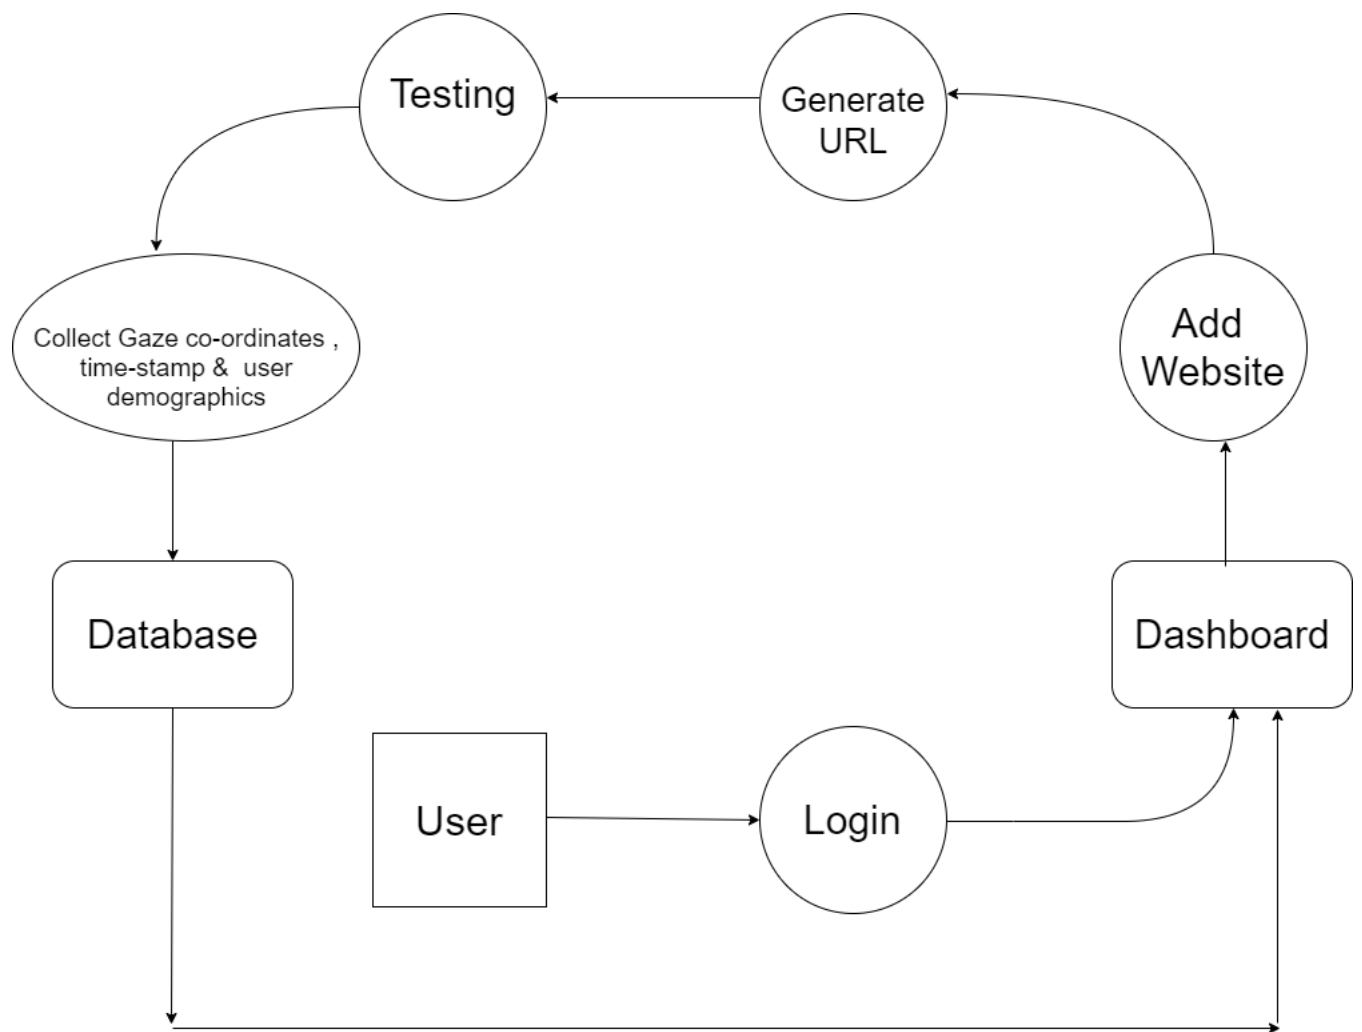 Testing
Generate
URL
Collect Gaze co-ordinates ,
time-stamp &  user
demographics
Add
Website
Database
Dashboard
User
Login